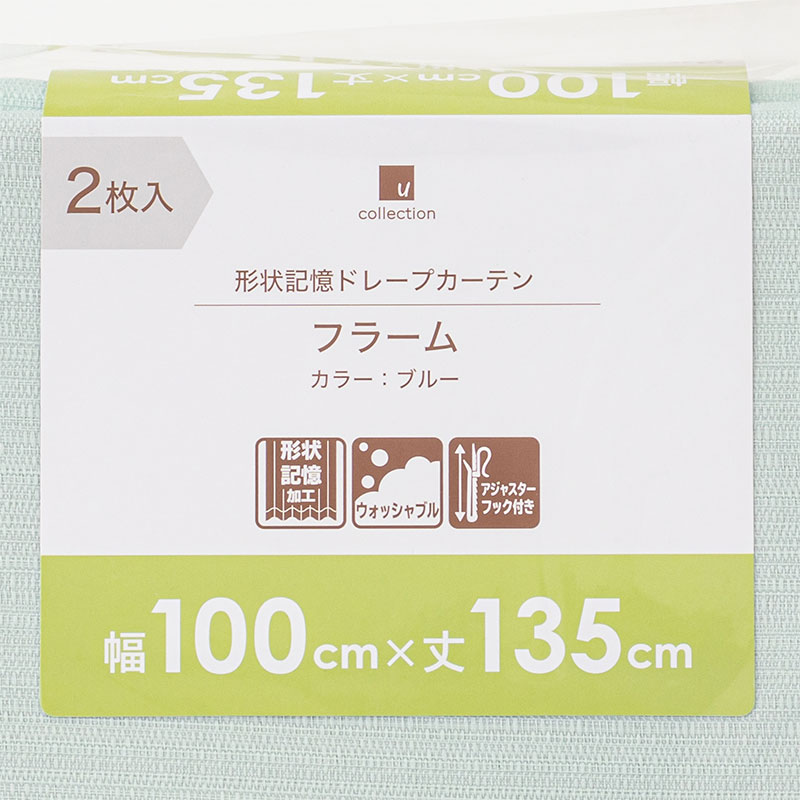 幅100cm×丈135cm
2枚入
u
collection
形状記憶ドレープカーテン
フラーム
カラー：ブルー
形状
記憶
加工
ウォッシャブル
アジャスター
フック付き
幅100cm×丈135cm